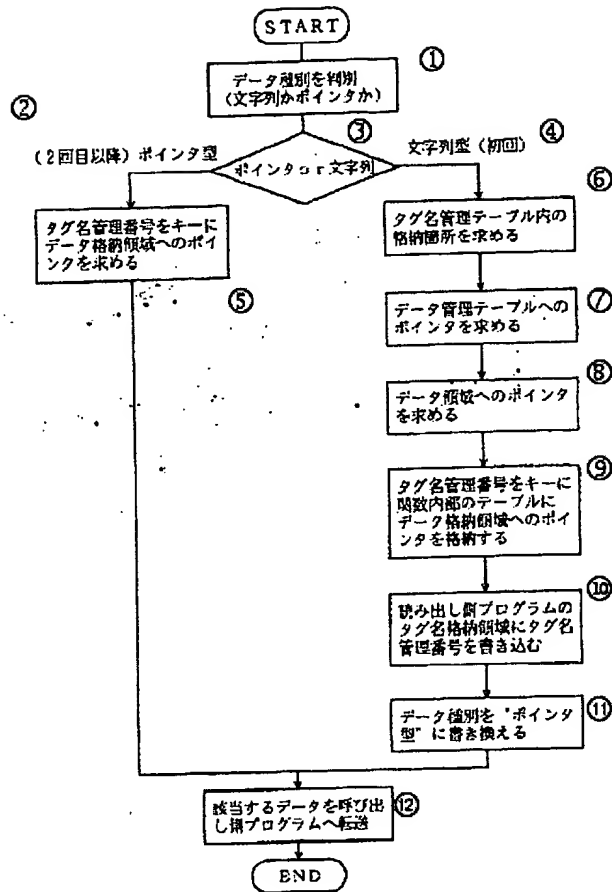 START
①
データ種別を判別
(文字列かポインタか)
②
③
④
(2回目以降) ポインタ型
ポインタor文字列
文字列型 (初回)
⑥
タグ名管理番号をキーに
データ格納領域へのポ
インタを求める
⑤
タグ名管理テーブル内の
格納箇所を求める
⑦
データ管理テーブルへの
ポインタを求める
⑧
データ領域へのポインタ
を求める
⑨
タグ名管理番号をキーに
関数内部のテーブルに
データ格納領域へのポイ
ンタを格納する
⑩
読み出し側プログラムの
タグ名格納領域にタグ名
管理番号を書き込む
⑪
データ種別を"ポインタ
型"に書き換える
⑫
該当するデータを呼び出
し側プログラムへ転送
END